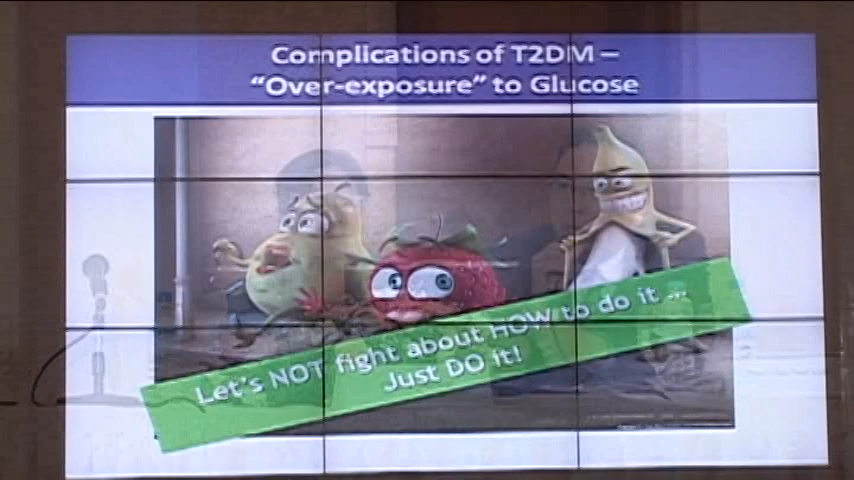 Complications of T2DM –
“Over-exposure” to Glucose
Let's NOT fight about HOW to do it ...
Just DO it!